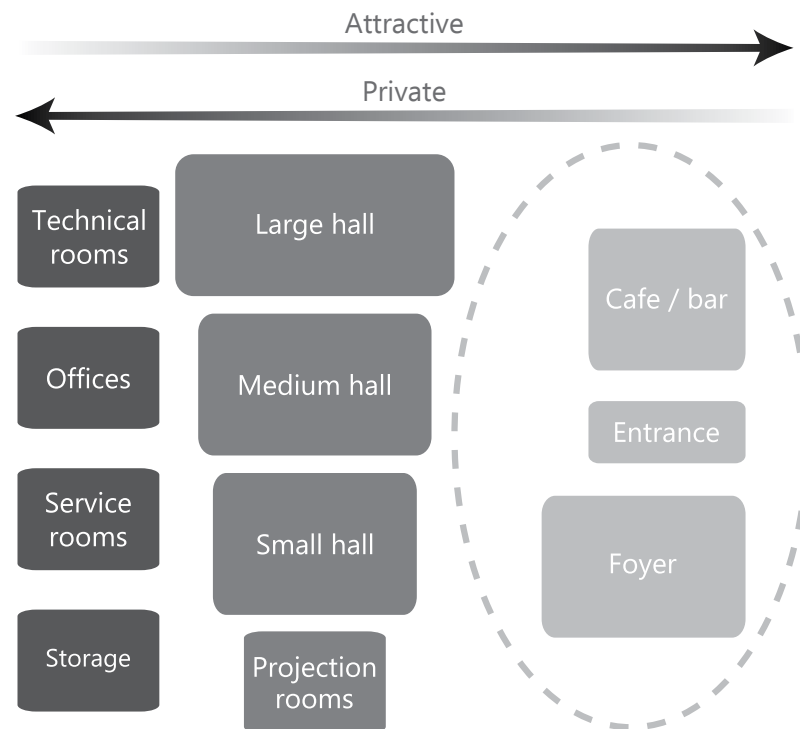 Attractive
Private
Technical
rooms
Large hall
Cafe / bar
Offices
Medium hall
Entrance
Service
rooms
Small hall
Foyer
Storage
Projection
rooms